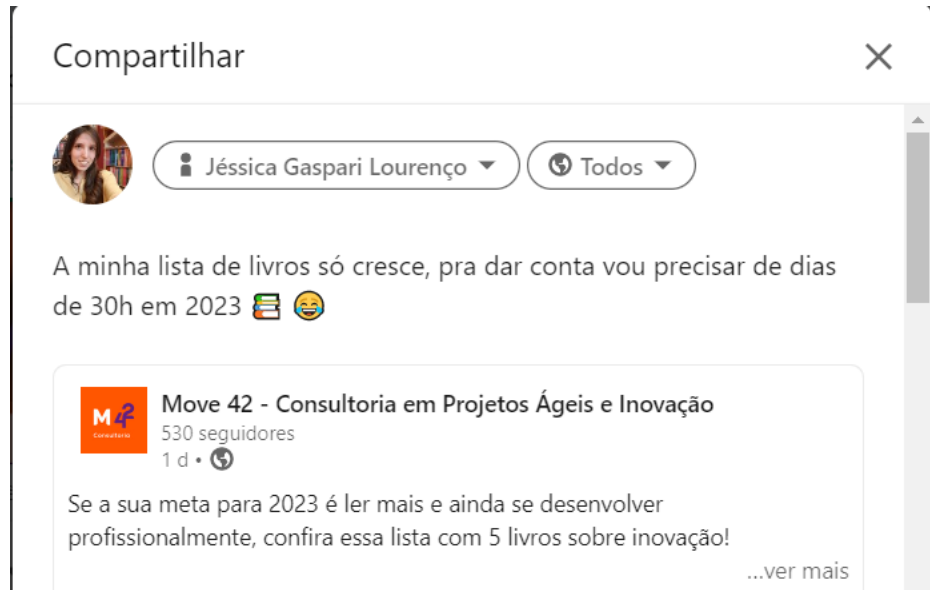 Compartilhar
Jéssica Gaspari Lourenço
Todos
A minha lista de livros só cresce, pra dar conta vou precisar de dias
de 30h em 2023 📚 😂
M42
Consultoria
Move 42 - Consultoria em Projetos Ágeis e Inovação
530 seguidores
1 d •
Se a sua meta para 2023 é ler mais e ainda se desenvolver
profissionalmente, confira essa lista com 5 livros sobre inovação!
...ver mais